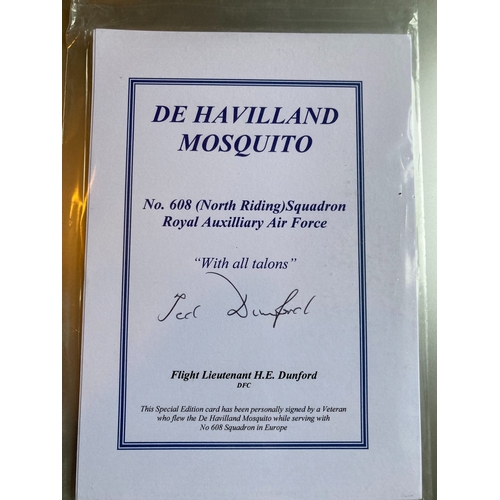 DE HAVILLAND
MOSQUITO
No. 608 (North Riding)Squadron
Royal Auxilliary Air Force
“With all talons”
Ted Dunford
Flight Lieutenant H.E. Dunford
DFC
This Special Edition card has been personally signed by a Veteran
who flew the De Havilland Mosquito while serving with
No 608 Squadron in Europe